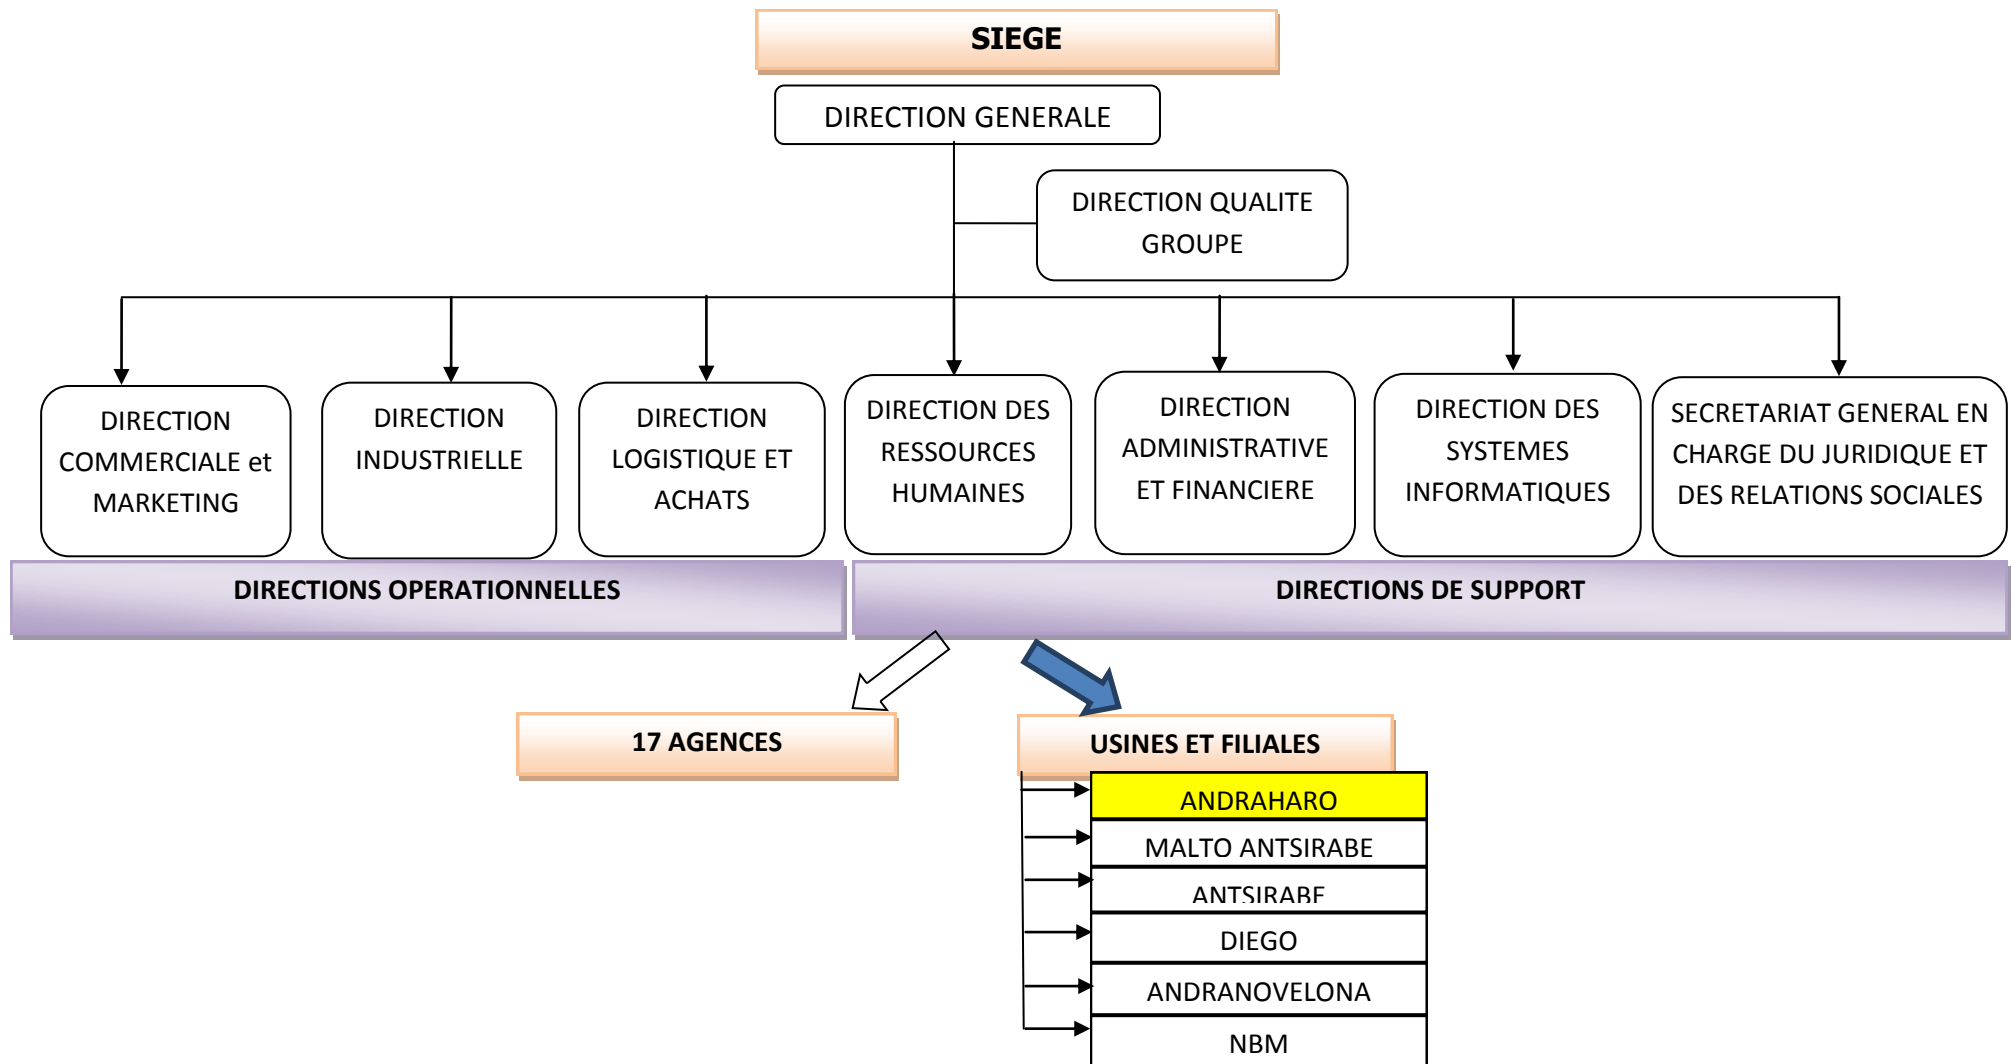 SIEGE
DIRECTION GENERALE
DIRECTION QUALITE
GROUPE
DIRECTION
COMMERCIALE et
MARKETING
DIRECTION
INDUSTRIELLE
DIRECTION
LOGISTIQUE ET
ACHATS
DIRECTION DES
RESSOURCES
HUMAINES
DIRECTION
ADMINISTRATIVE
ET FINANCIERE
DIRECTION DES
SYSTEMES
INFORMATIQUES
SECRETARIAT GENERAL EN
CHARGE DU JURIDIQUE ET
DES RELATIONS SOCIALES
DIRECTIONS OPERATIONNELLES
DIRECTIONS DE SUPPORT
17 AGENCES
USINES ET FILIALES
ANDRAHARO
MALTO ANTSIRABE
ANTSIRABE
DIEGO
ANDRANOVELONA
NBM